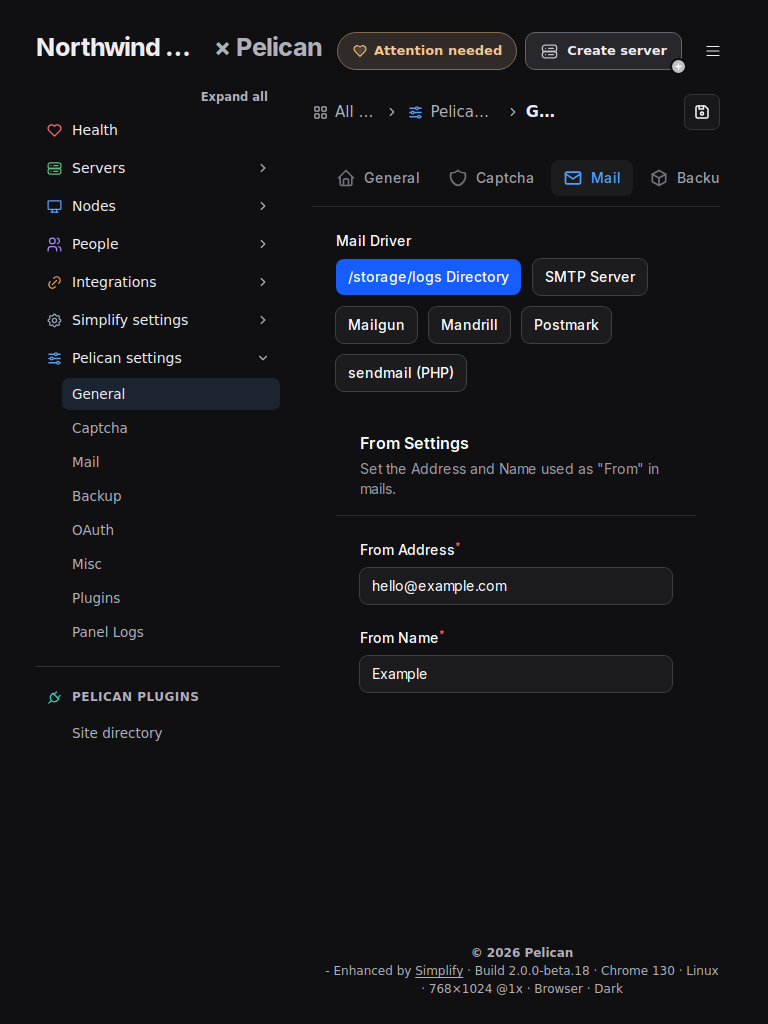 Northwind ... × Pelican
Attention needed
Create server
Expand all
Health
Servers
Nodes
People
Integrations
Simplify settings
Pelican settings
General
Captcha
Mail
Backup
OAuth
Misc
Plugins
Panel Logs
PELICAN PLUGINS
Site directory
All ... > Pelica... > G...
General
Captcha
Mail
Backu
Mail Driver
/storage/logs Directory
SMTP Server
Mailgun
Mandrill
Postmark
sendmail (PHP)
From Settings
Set the Address and Name used as "From" in
mails.
From Address*
hello@example.com
From Name*
Example
© 2026 Pelican
- Enhanced by Simplify · Build 2.0.0-beta.18 · Chrome 130 · Linux
· 768×1024 @1x · Browser · Dark